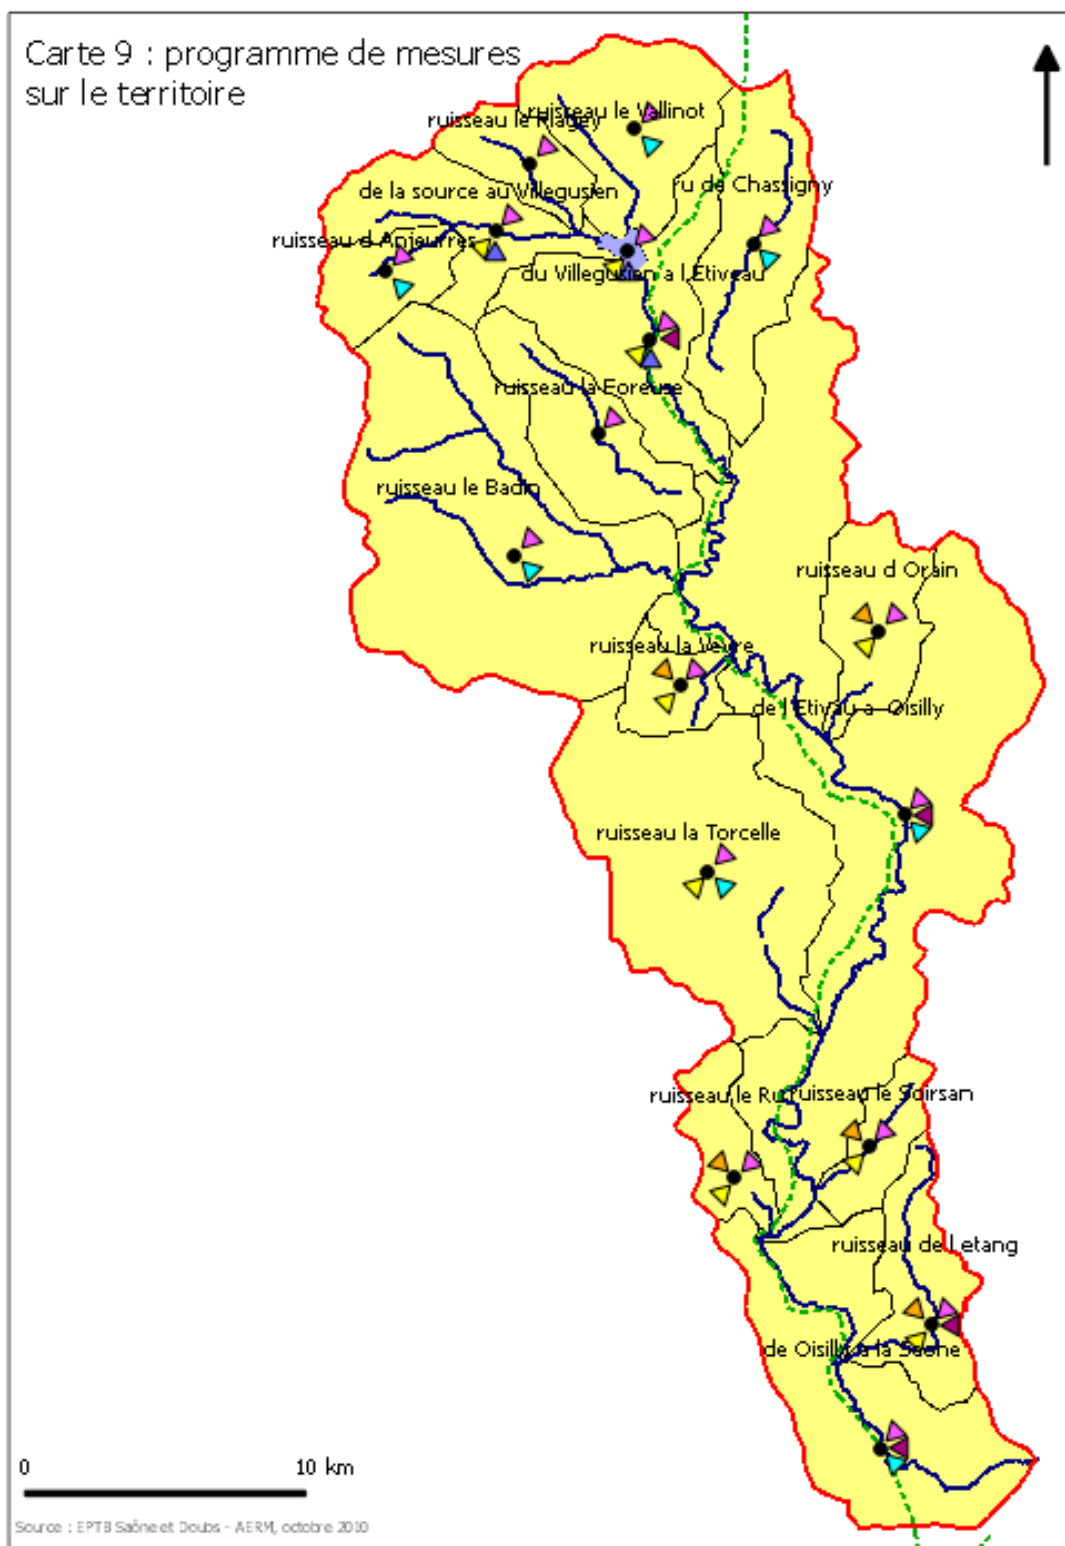 Carte 9 : programme de mesures
sur le territoire
ruisseau le Vallinot
ruisseau le Flagey
ru de Chassigny
de la source au Villegusien
ruisseau d Anjeurres
du Villegusien a l Etiveau
ruisseau la Foreuse
ruisseau le Badin
ruisseau d Orain
ruisseau la Vevre
de l Etivau a Oisilly
ruisseau la Torcelle
ruisseau le Ru
ruisseau le Soirsan
ruisseau de l etang
de Oisilly a la Saone
0 10 km
Source : EPTB Saône et Doubs - AERM, octobre 2010